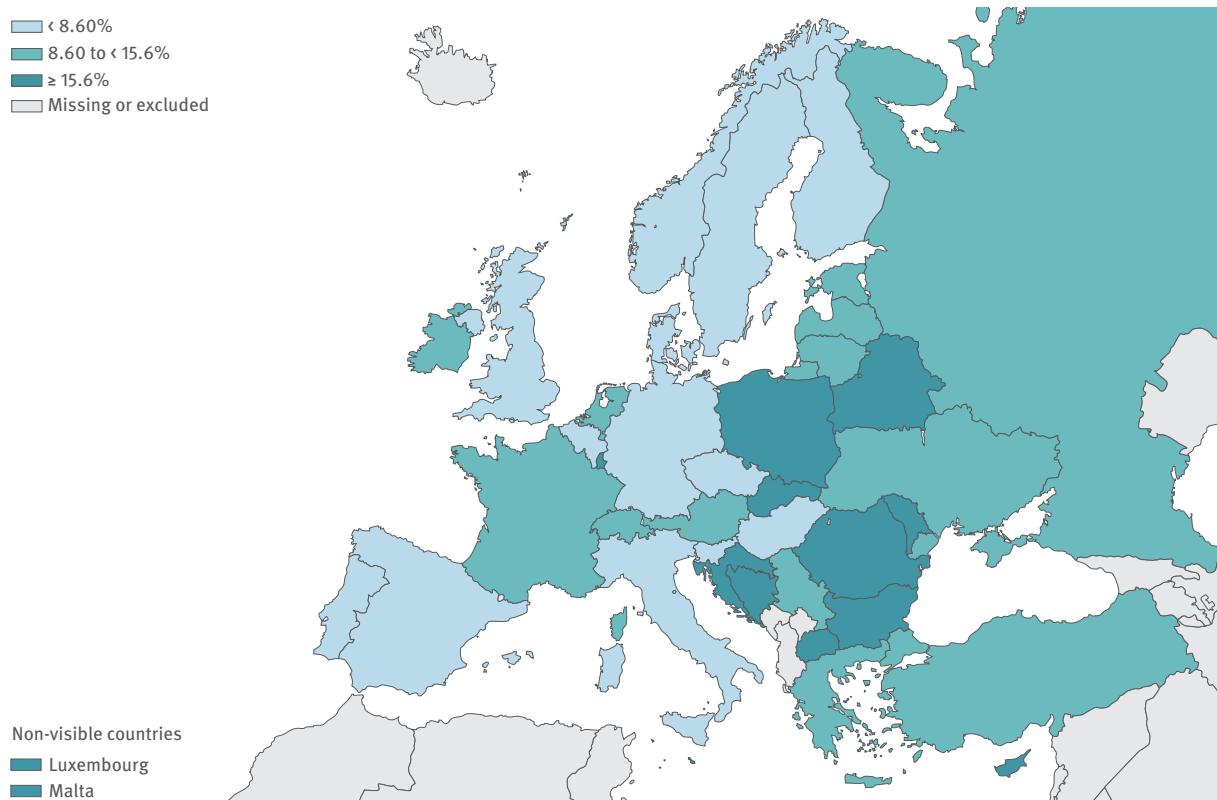 < 8.60%
8.60 to < 15.6%
≥ 15.6%
Missing or excluded
Non-visible countries
Luxembourg
Malta